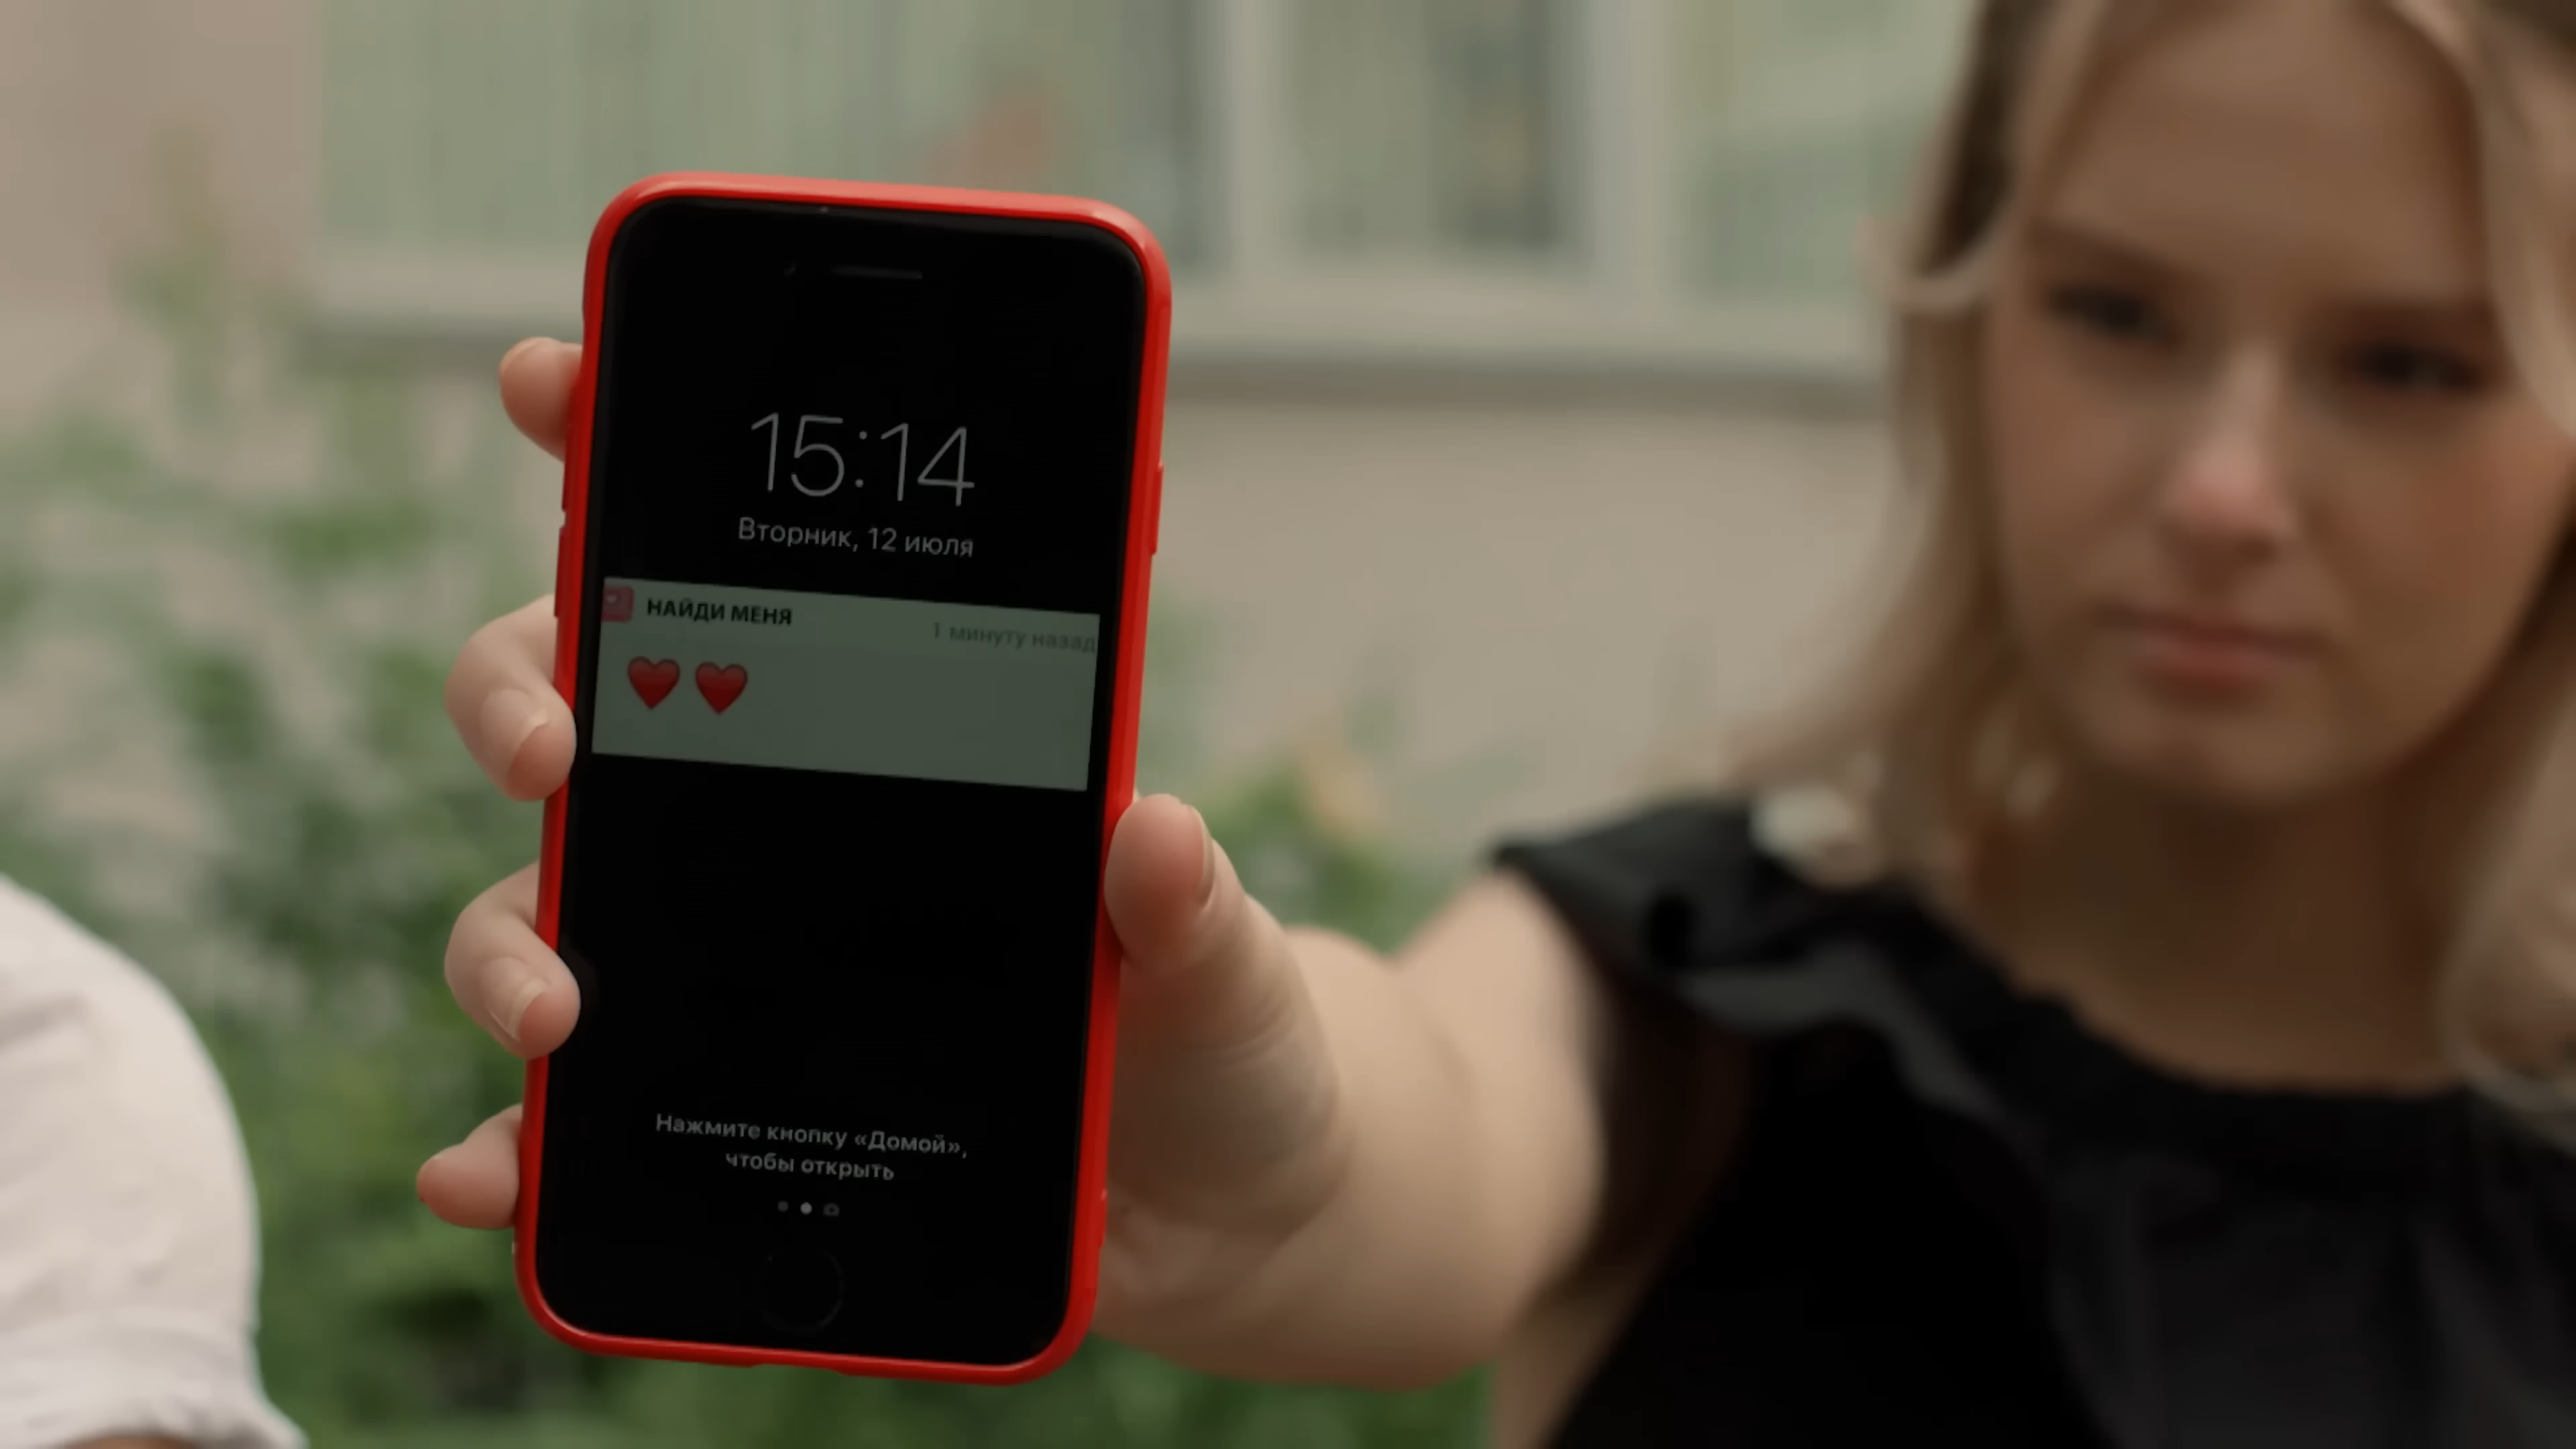 15:14
Вторник, 12 июля
НАЙДИ МЕНЯ
1 минуту назад
Нажмите кнопку «Домой»,
чтобы открыть